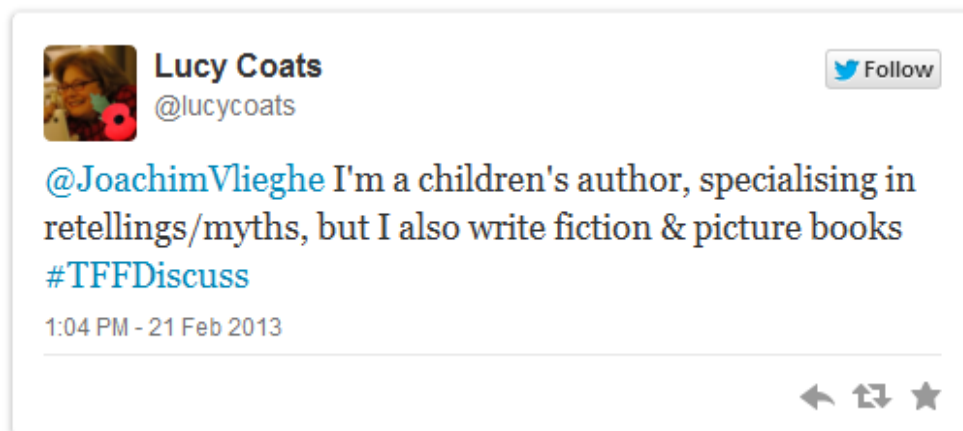 Lucy Coats
Follow
@lucycoats
@JoachimVlieghe I'm a children's author, specialising in
retellings/myths, but I also write fiction & picture books
#TFFDiscuss
1:04 PM - 21 Feb 2013